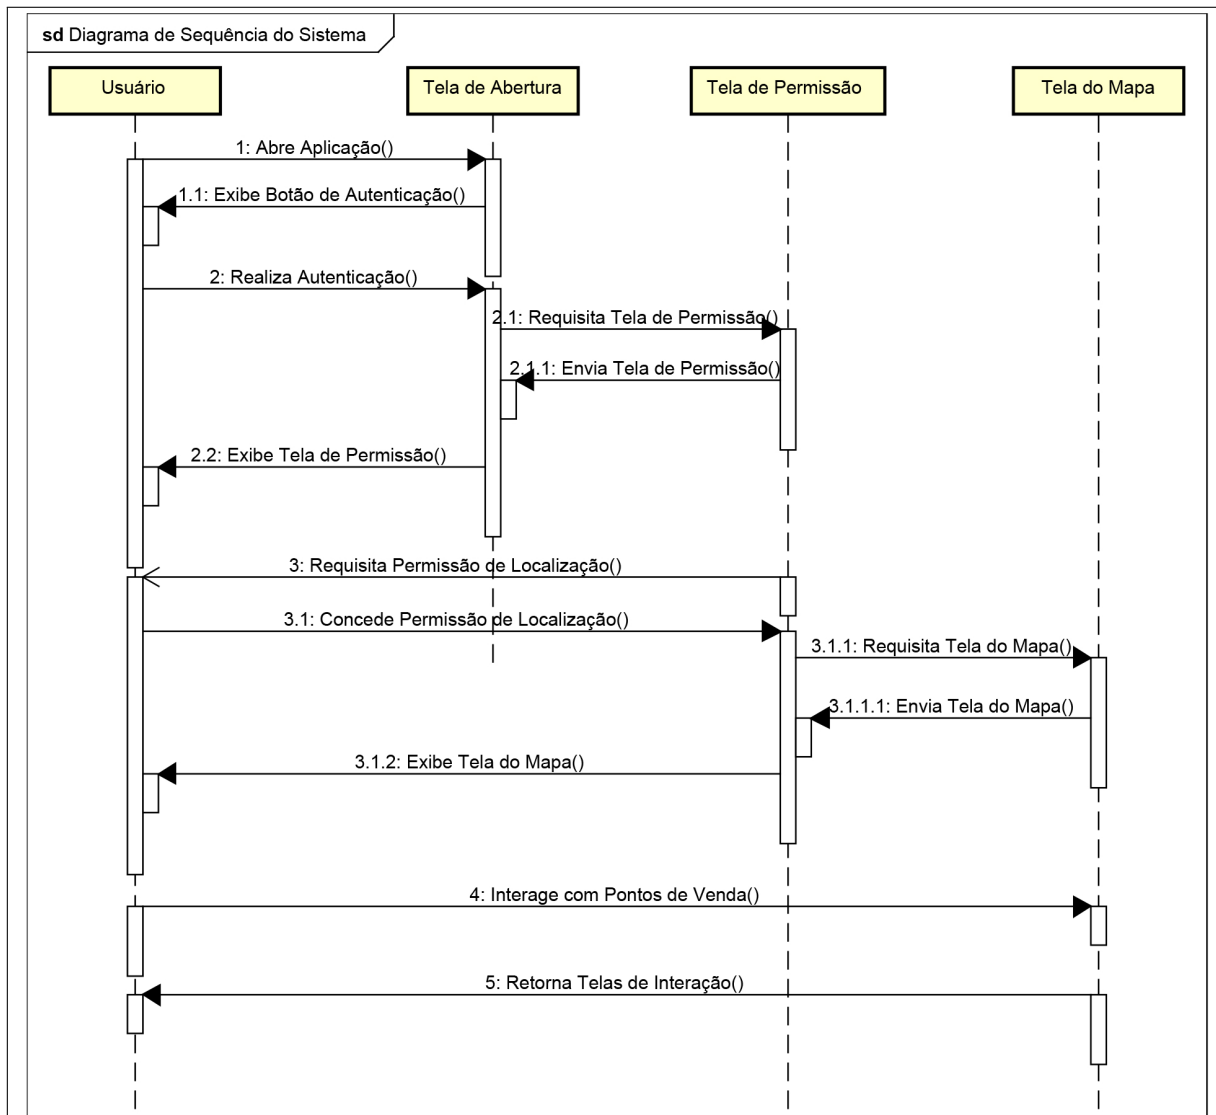 sd Diagrama de Sequência do Sistema
Usuário
Tela de Abertura
Tela de Permissão
Tela do Mapa
1: Abre Aplicação()
1.1: Exibe Botão de Autenticação()
2: Realiza Autenticação()
2.1: Requisita Tela de Permissão()
2.1.1: Envia Tela de Permissão()
2.2: Exibe Tela de Permissão()
3: Requisita Permissão de Localização()
3.1: Concede Permissão de Localização()
3.1.1: Requisita Tela do Mapa()
3.1.1.1: Envia Tela do Mapa()
3.1.2: Exibe Tela do Mapa()
4: Interage com Pontos de Venda()
5: Retorna Telas de Interação()